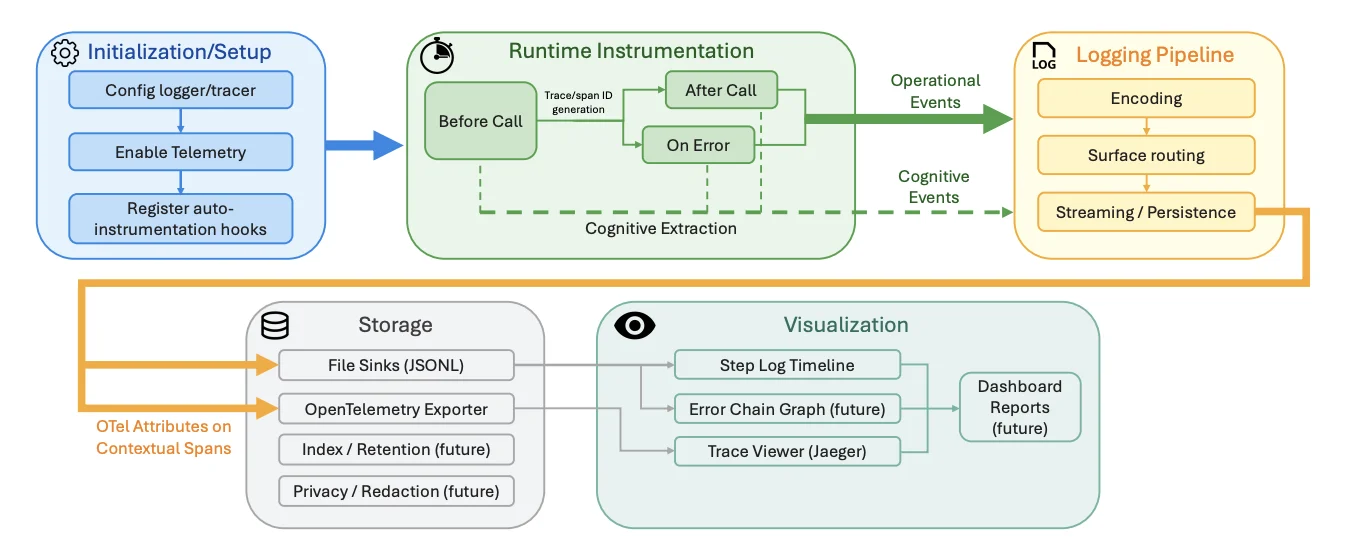 Initialization/Setup
Config logger/tracer
Enable Telemetry
Register auto-
instrumentation hooks
Runtime Instrumentation
Before Call
Trace/span ID
generation
After Call
On Error
Cognitive Extraction
Operational
Events
Cognitive
Events
LOG
Logging Pipeline
Encoding
Surface routing
Streaming / Persistence
OTel Attributes on
Contextual Spans
Storage
File Sinks (JSONL)
OpenTelemetry Exporter
Index / Retention (future)
Privacy / Redaction (future)
Visualization
Step Log Timeline
Error Chain Graph (future)
Trace Viewer (Jaeger)
Dashboard
Reports
(future)